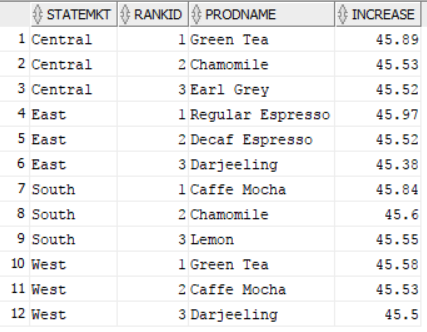 STATEMKT RANKID PRODNAME INCREASE
1 Central 1 Green Tea 45.89
2 Central 2 Chamomile 45.53
3 Central 3 Earl Grey 45.52
4 East 1 Regular Espresso 45.97
5 East 2 Decaf Espresso 45.52
6 East 3 Darjeeling 45.38
7 South 1 Caffe Mocha 45.84
8 South 2 Chamomile 45.6
9 South 3 Lemon 45.55
10 West 1 Green Tea 45.58
11 West 2 Caffe Mocha 45.53
12 West 3 Darjeeling 45.5